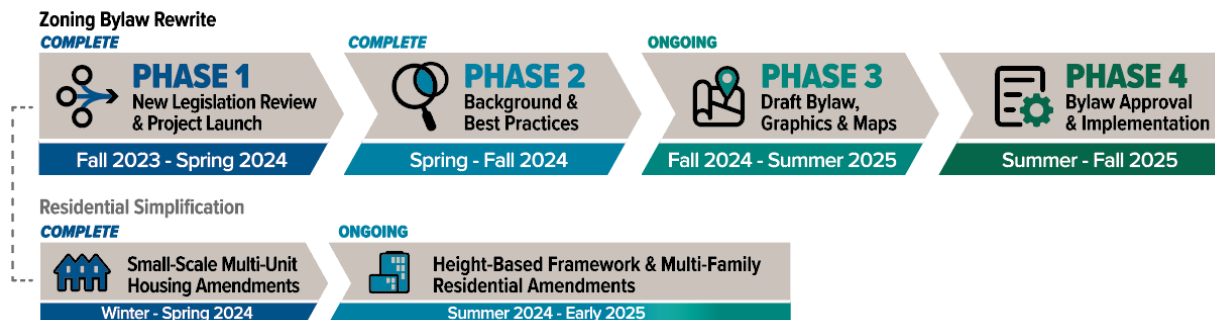 Zoning Bylaw Rewrite
COMPLETE
PHASE 1
New Legislation Review
& Project Launch
Fall 2023 - Spring 2024
COMPLETE
PHASE 2
Background &
Best Practices
Spring - Fall 2024
ONGOING
PHASE 3
Draft Bylaw,
Graphics & Maps
Fall 2024 - Summer 2025
PHASE 4
Bylaw Approval
& Implementation
Summer - Fall 2025
Residential Simplification
COMPLETE
Small-Scale Multi-Unit
Housing Amendments
Winter - Spring 2024
ONGOING
Height-Based Framework & Multi-Family
Residential Amendments
Summer 2024 - Early 2025